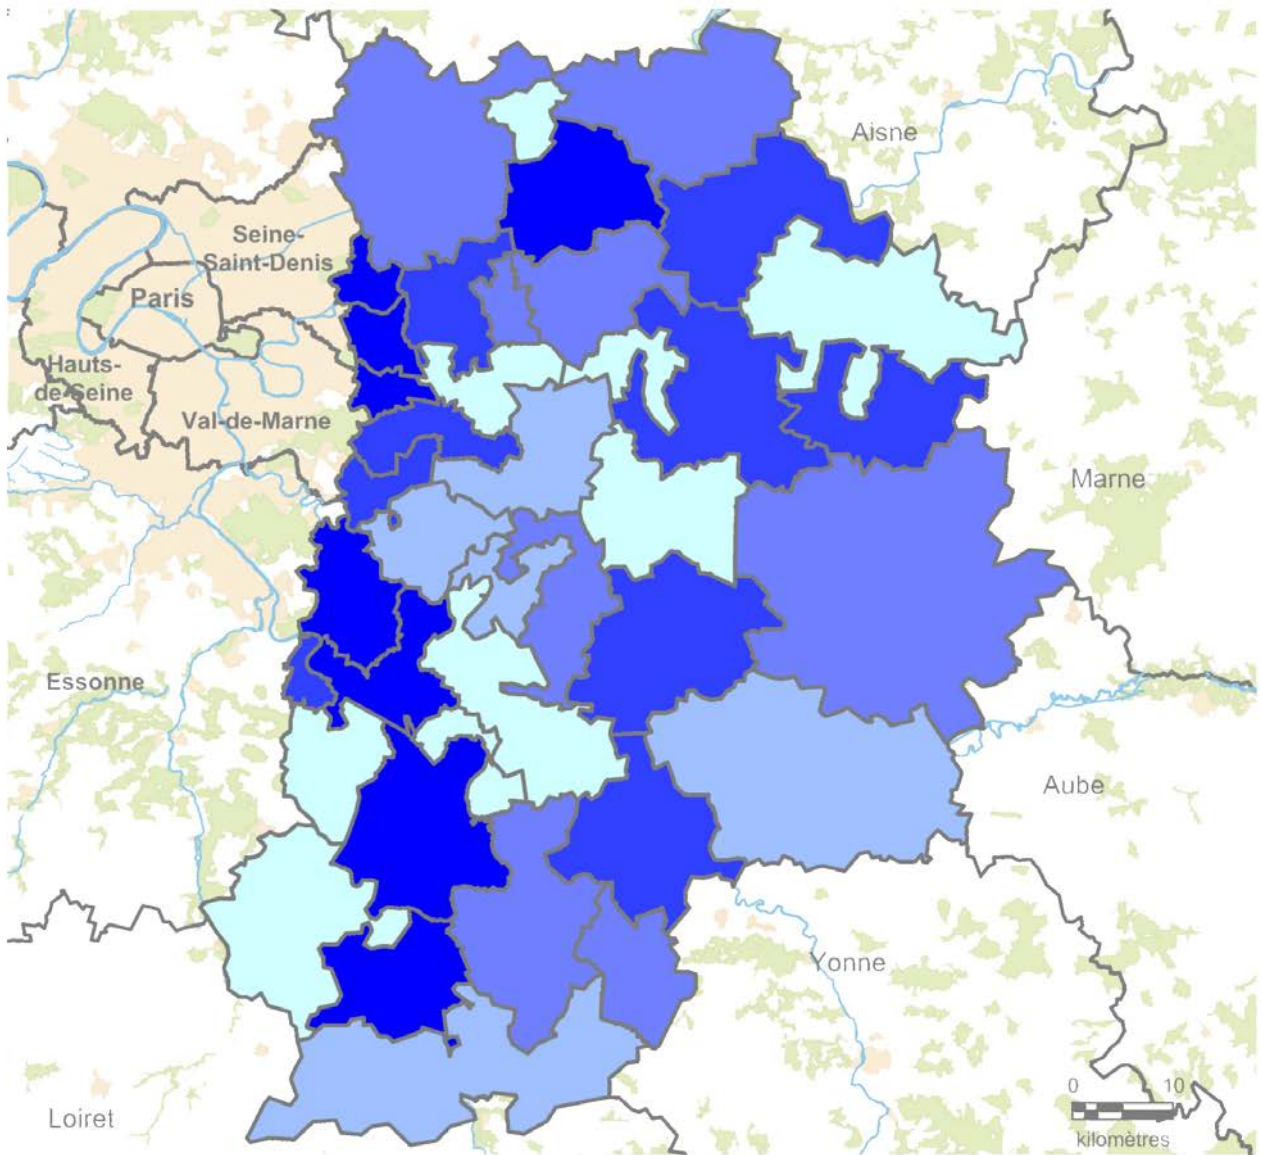 Aisne
Seine-
Saint-Denis
Paris
Hauts-
de-Seine
Val-de-Marne
Marne
Essonne
Aube
Yonne
Loiret
0 10
kilomètres